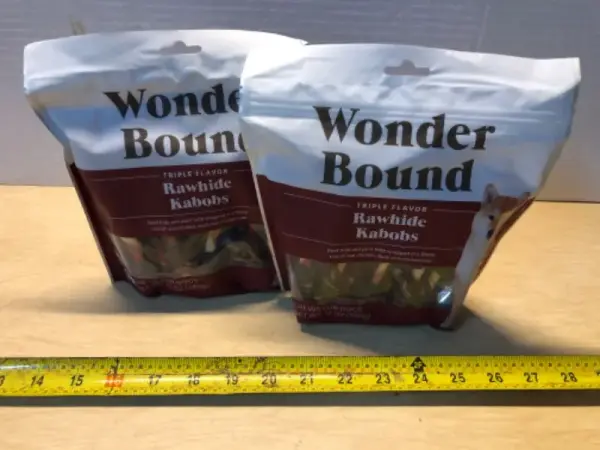 Wonde
Bound
TRIPLE FLAVOR
Rawhide
Kabobs
Wonder
Bound
TRIPLE FLAVOR
Rawhide
Kabobs
14 15 16 17 18 19 20 21 22 23 24 25 26 27 28